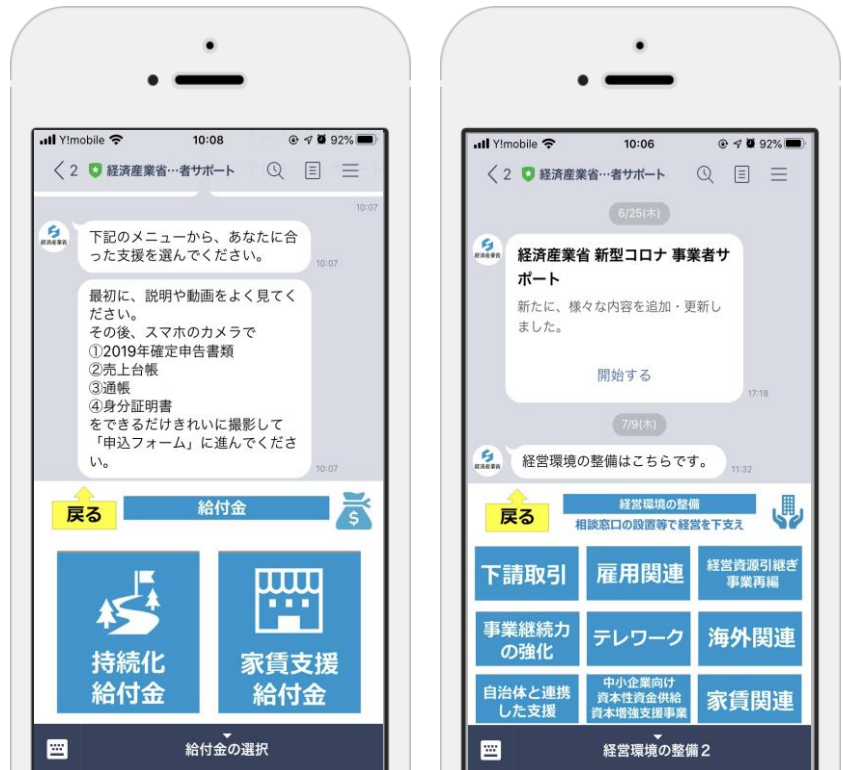 Y!mobile 10:08 92%
2 経済産業省…者サポート
10:07
経済産業省
下記のメニューから、あなたに合
った支援を選んでください。
10:07
最初に、説明や動画をよく見てく
ださい。
その後、スマホのカメラで
①2019年確定申告書類
②売上台帳
③通帳
④身分証明書
をできるだけきれいに撮影して
「申込フォーム」に進んでくださ
い。
10:07
戻る
給付金
$
持続化
給付金
家賃支援
給付金
給付金の選択
Y!mobile 10:06 92%
2 経済産業省…者サポート
6/25(木)
経済産業省
経済産業省 新型コロナ 事業者サ
ポート
新たに、様々な内容を追加・更新し
ました。
開始する
17:18
7/9(木)
経済産業省
経営環境の整備はこちらです。
11:32
戻る
経営環境の整備
相談窓口の設置等で経営を下支え
下請取引
雇用関連
経営資源引継ぎ
事業再編
事業継続力
の強化
テレワーク
海外関連
自治体と連携
した支援
中小企業向け
資本性資金供給
資本増強支援事業
家賃関連
経営環境の整備2